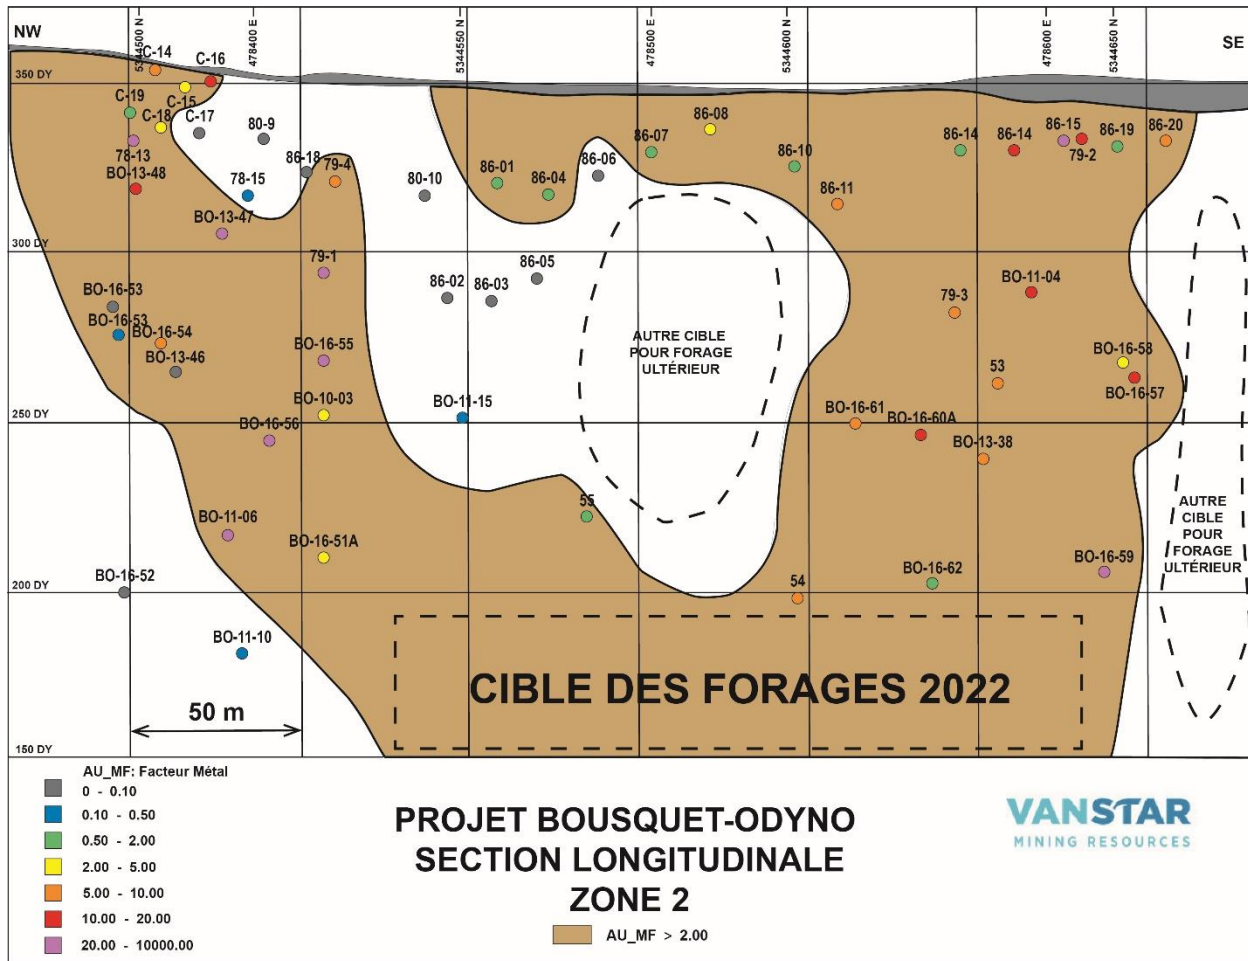 NW
5344500 N
478400 E
5344550 N
478500 E
5344600 N
478600 E
5344650 N
SE
350 DY
C-14
C-16
C-19
C-15
C-18
C-17
80-9
78-13
BO-13-48
78-15
86-18
79-4
BO-13-47
80-10
86-01
86-04
86-06
86-07
86-08
86-10
86-11
86-14
86-14
86-15
79-2
86-19
86-20
300 DY
79-1
86-02
86-03
86-05
BO-16-53
BO-16-53
BO-16-54
BO-13-46
BO-16-55
BO-10-03
BO-16-56
BO-11-15
AUTRE CIBLE
POUR FORAGE
ULTÉRIEUR
79-3
BO-11-04
53
BO-16-58
BO-16-57
BO-16-61
BO-16-60A
BO-13-38
250 DY
BO-11-06
BO-16-51A
55
BO-16-52
BO-11-10
54
BO-16-62
BO-16-59
AUTRE
CIBLE
POUR
FORAGE
ULTÉRIEUR
200 DY
CIBLE DES FORAGES 2022
50 m
150 DY
AU_MF: Facteur Métal
0 - 0.10
0.10 - 0.50
0.50 - 2.00
2.00 - 5.00
5.00 - 10.00
10.00 - 20.00
20.00 - 10000.00
PROJET BOUSQUET-ODYNO
SECTION LONGITUDINALE
ZONE 2
AU_MF > 2.00
VANSTAR
MINING RESOURCES